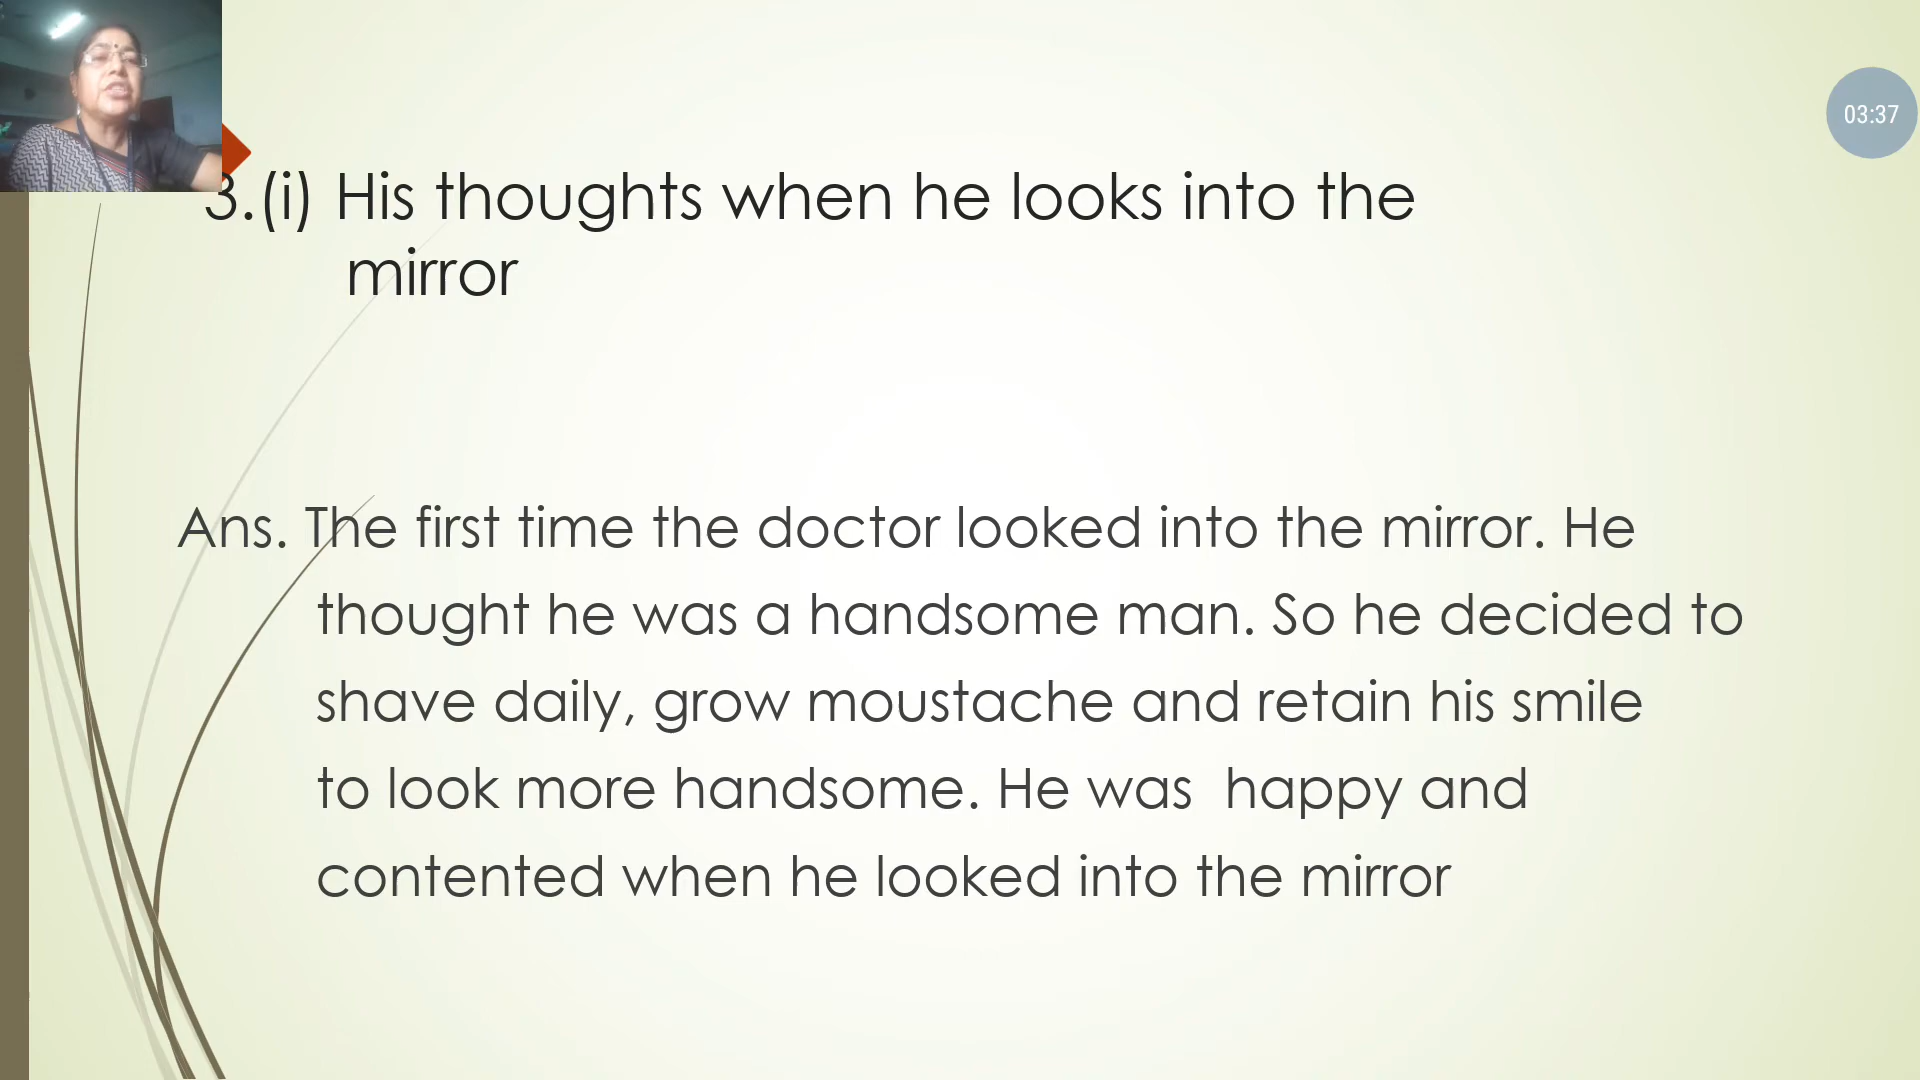 03:37
3.(i) His thoughts when he looks into the
mirror
Ans. The first time the doctor looked into the mirror. He
thought he was a handsome man. So he decided to
shave daily, grow moustache and retain his smile
to look more handsome. He was  happy and
contented when he looked into the mirror